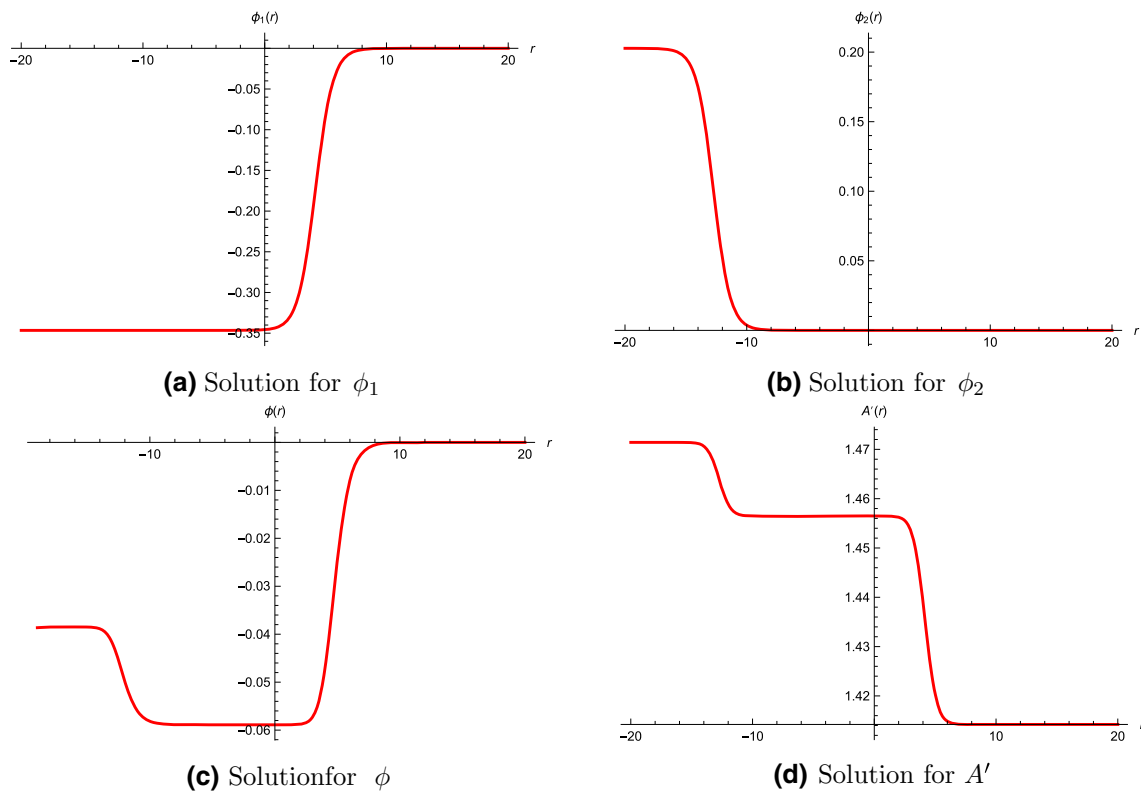 ϕ₁(r)
r
−20 −10 10 20
−0.05
−0.10
−0.15
−0.20
−0.25
−0.30
−0.35
(a) Solution for ϕ₁
ϕ₂(r)
0.20
0.15
0.10
0.05
r
−20 −10 10 20
(b) Solution for ϕ₂
ϕ(r)
r
−10 10 20
−0.01
−0.02
−0.03
−0.04
−0.05
−0.06
(c) Solutionfor ϕ
A′(r)
1.47
1.46
1.45
1.44
1.43
1.42
−20 −10 10 20
(d) Solution for A′